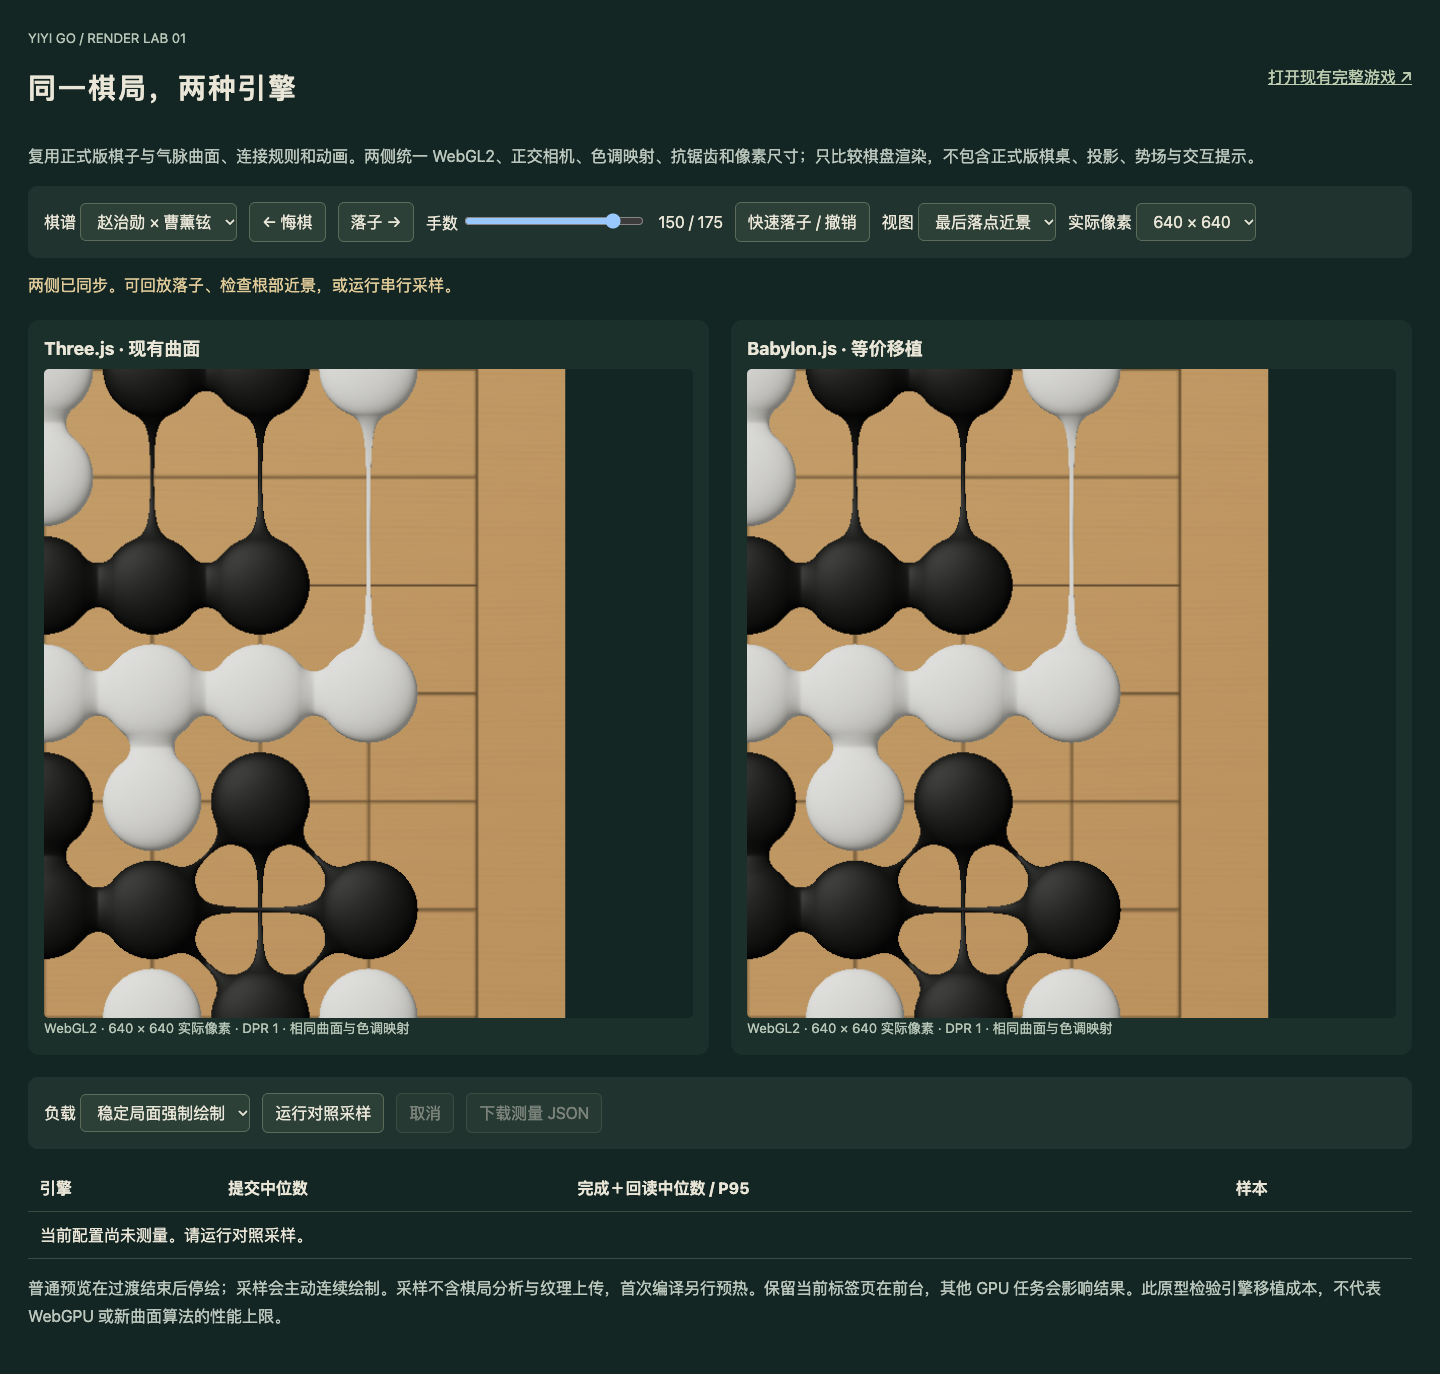 YIYI GO / RENDER LAB 01
同一棋局，两种引擎
打开现有完整游戏 ↗
复用正式版棋子与气脉曲面、连接规则和动画。两侧统一 WebGL2、正交相机、色调映射、抗锯齿和像素尺寸；只比较棋盘渲染，不包含正式版棋桌、投影、势场与交互提示。
棋谱 赵治勋 × 曹薰铉 ← 悔棋 落子 → 手数 150 / 175 快速落子 / 撤销 视图 最后落点近景 实际像素 640 × 640
两侧已同步。可回放落子、检查根部近景，或运行串行采样。
Three.js · 现有曲面
WebGL2 · 640 × 640 实际像素 · DPR 1 · 相同曲面与色调映射
Babylon.js · 等价移植
WebGL2 · 640 × 640 实际像素 · DPR 1 · 相同曲面与色调映射
负载 稳定局面强制绘制 运行对照采样 取消 下载测量 JSON
引擎 提交中位数 完成＋回读中位数 / P95 样本
当前配置尚未测量。请运行对照采样。
普通预览在过渡结束后停绘；采样会主动连续绘制。采样不含棋局分析与纹理上传，首次编译另行预热。保留当前标签页在前台，其他 GPU 任务会影响结果。此原型检验引擎移植成本，不代表
WebGPU 或新曲面算法的性能上限。